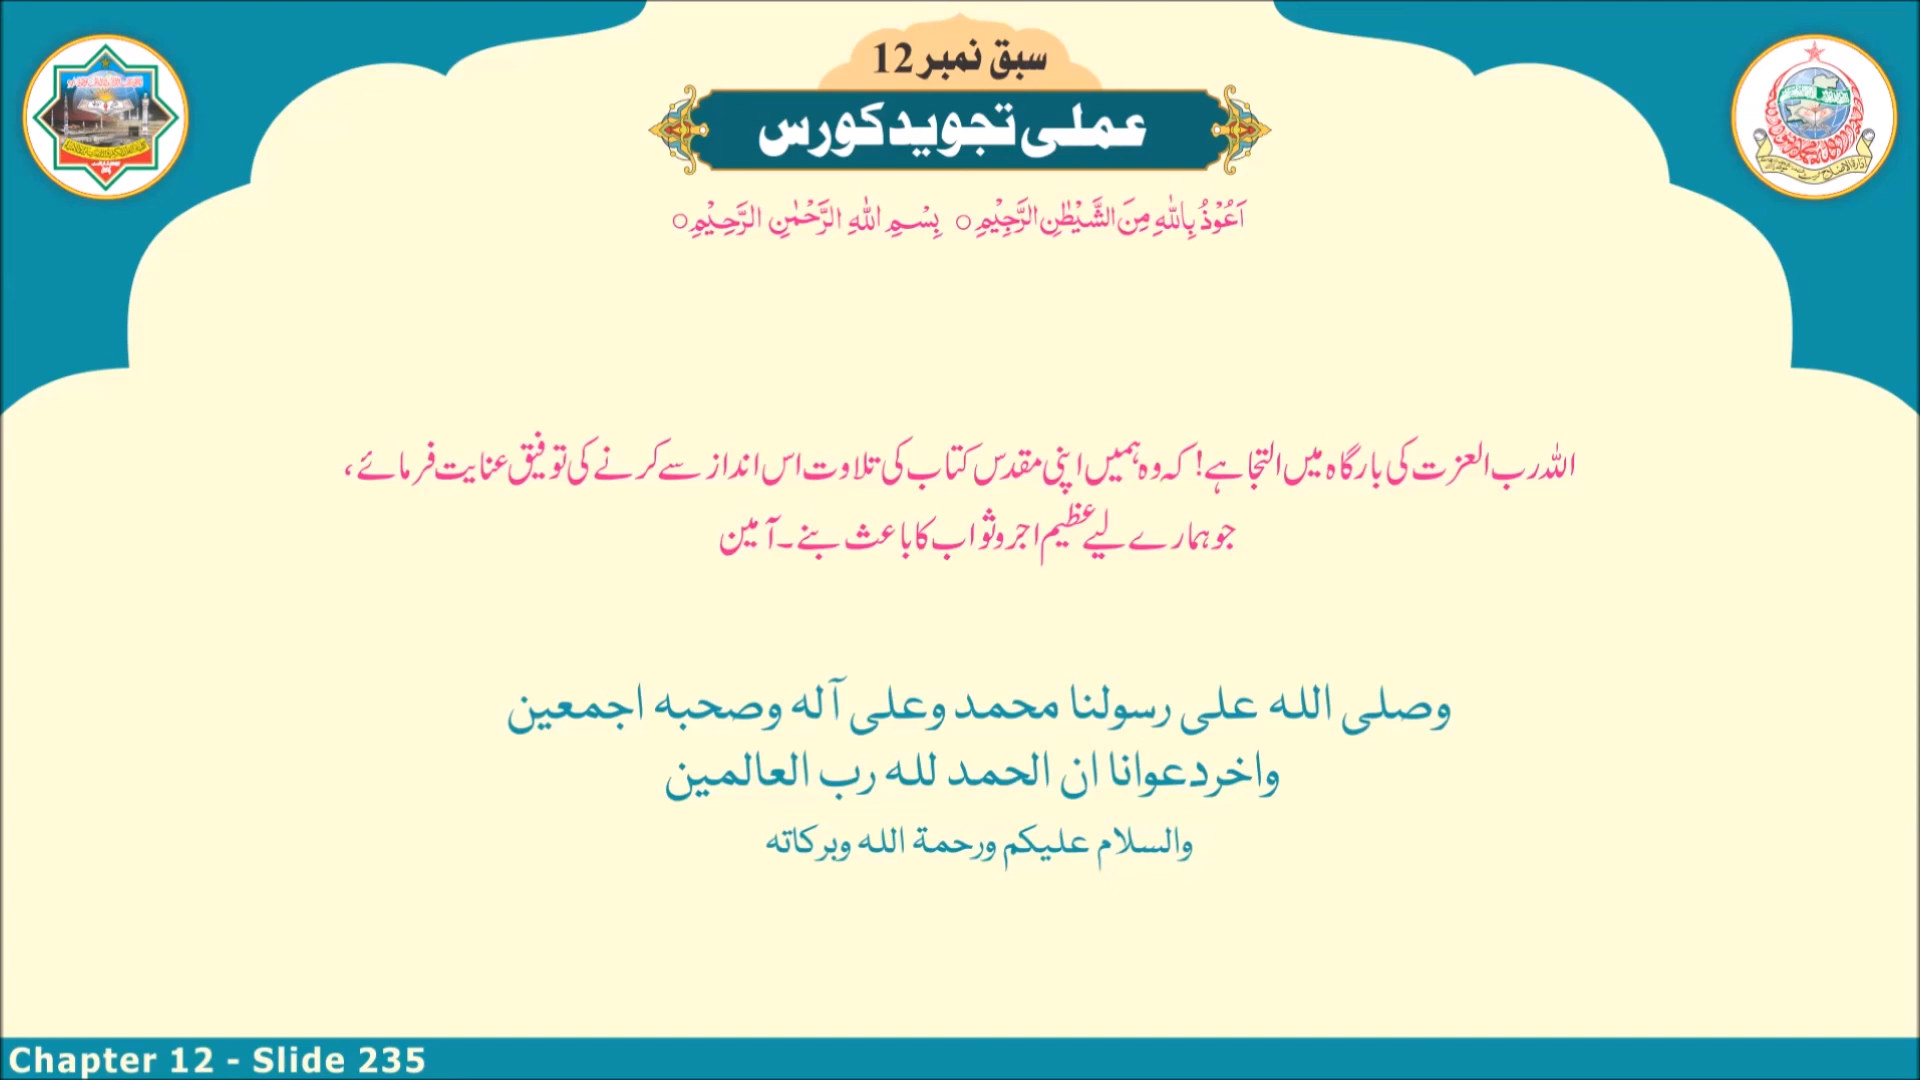 سبق نمبر 12
عملی تجوید کورس
اَعُوْذُ بِاللّٰهِ مِنَ الشَّيْطٰنِ الرَّجِيْمِ○ بِسْمِ اللّٰهِ الرَّحْمٰنِ الرَّحِيْمِ○
اللہ رب العزت کی بارگاہ میں التجا ہے! کہ وہ ہمیں اپنی مقدس کتاب کی تلاوت اس انداز سے کرنے کی توفیق عنایت فرمائے،
جو ہمارے لیے عظیم اجر و ثواب کا باعث بنے۔ آمین
وصلى الله على رسولنا محمد وعلى آله وصحبه اجمعين
واخردعوانا ان الحمد لله رب العالمين
والسلام عليكم ورحمة الله وبركاته
Chapter 12 - Slide 235